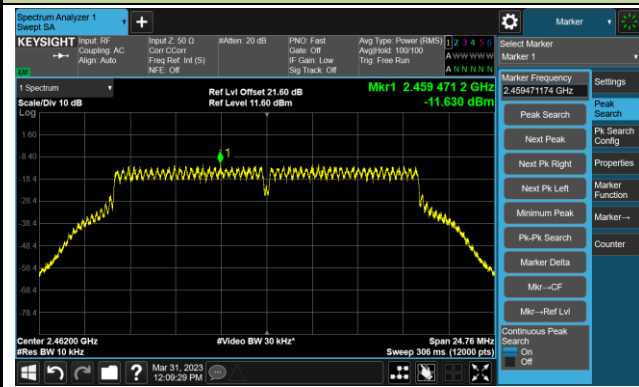 Spectrum Analyzer 1
Swept SA
Marker
KEYSIGHT
Input: RF
Coupling: AC
Align: Auto
Input Z: 50 Ω
Corr CCorr
Freq Ref: Int (S)
NFE: Off
#Atten: 20 dB
PNO: Fast
Gate: Off
IF Gain: Low
Sig Track: Off
Avg Type: Power (RMS)
Avg|Hold: 100/100
Trig: Free Run
1 2 3 4 5 6
A W W W W W
A N N N N N
LXI
Select Marker
Marker 1
1 Spectrum
Scale/Div 10 dB
Log
Ref Lvl Offset 21.60 dB
Ref Level 11.60 dBm
Mkr1 2.459 471 2 GHz
-11.630 dBm
1.60
-8.40
-18.4
-28.4
-38.4
-48.4
-58.4
-68.4
-78.4
1
Center 2.46200 GHz
#Res BW 10 kHz
#Video BW 30 kHz*
Span 24.76 MHz
Sweep 306 ms (12000 pts)
Marker Frequency
2.459471174 GHz
Peak Search
Next Peak
Next Pk Right
Next Pk Left
Minimum Peak
Pk-Pk Search
Marker Delta
Mkr→CF
Mkr→Ref Lvl
Continuous Peak
Search
On
Off
Settings
Peak
Search
Pk Search
Config
Properties
Marker
Function
Marker→
Counter
Mar 31, 2023
12:09:29 PM